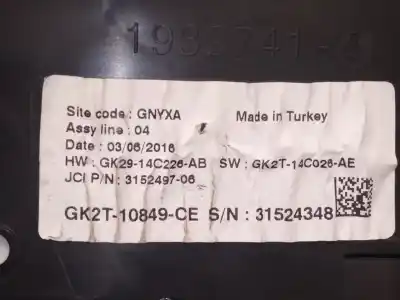 Site code : GNYXA Made in Turkey
Assy line : 04
Date : 03/06/2016
HW : GK29-14C226-AB SW : GK2T-14C026-AE
JCI P/N : 3152497-06
GK2T-10849-CE S/N : 31524348